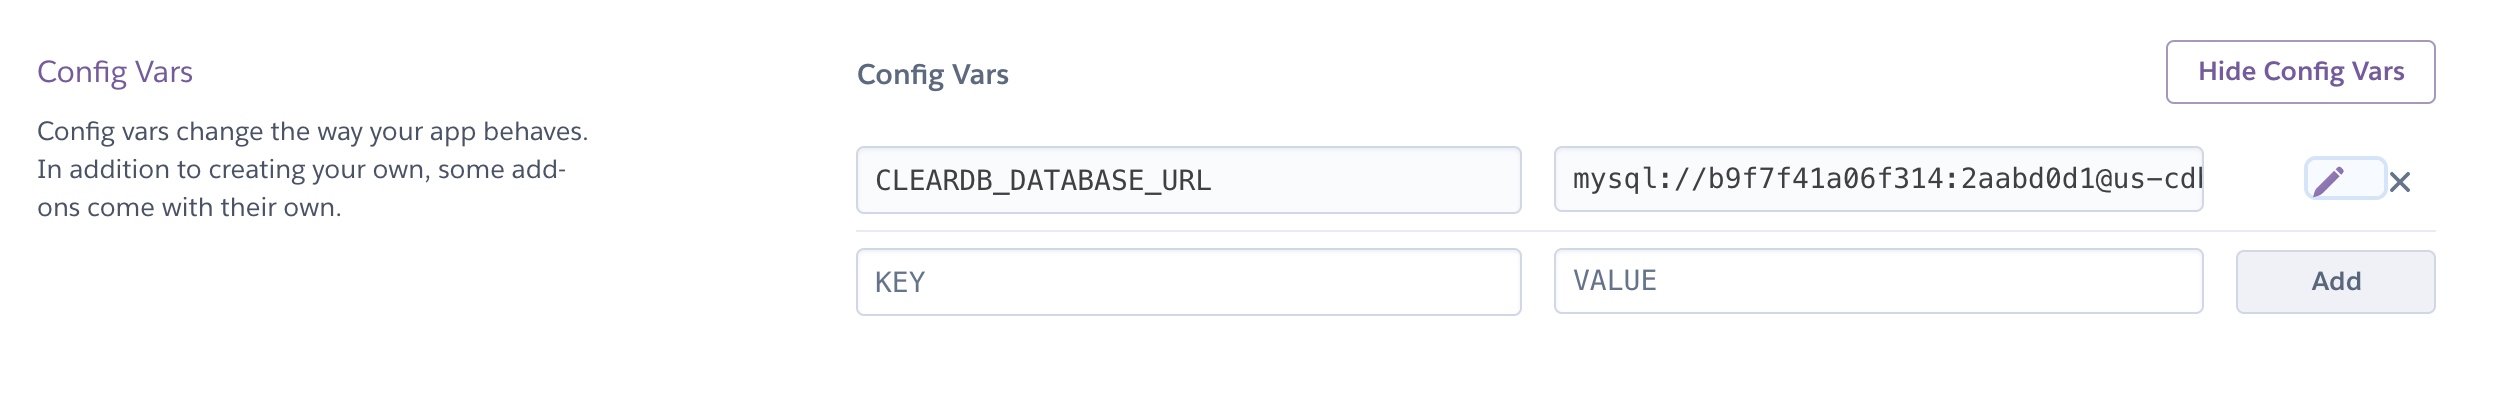 Config Vars
Config vars change the way your app behaves.
In addition to creating your own, some add-
ons come with their own.
Config Vars
Hide Config Vars
CLEARDB_DATABASE_URL
mysql://b9f7f41a06f314:2aabd0d1@us-cdb
KEY
VALUE
Add